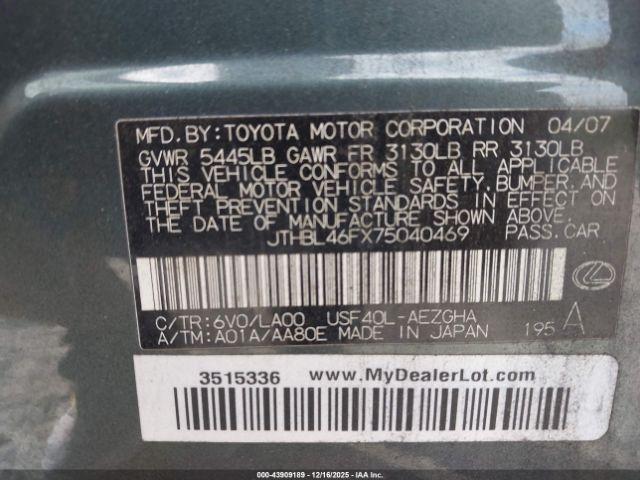 MFD. BY: TOYOTA MOTOR CORPORATION 04/07
GVWR 5445LB GAWR FR 3130LB RR 3130LB
THIS VEHICLE CONFORMS TO ALL APPLICABLE
FEDERAL MOTOR VEHICLE SAFETY, BUMPER, AND
THEFT PREVENTION STANDARDS IN EFFECT ON
THE DATE OF MANUFACTURE SHOWN ABOVE.
JTHBL46FX75040469 PASS.CAR
C/TR:6V0/LA00 USF40L-AEZGHA
A/TM:A01A/AA80E MADE IN JAPAN 195 A
3515336 www.MyDealerLot.com
000-43909189 - 12/16/2025 - IAA Inc.